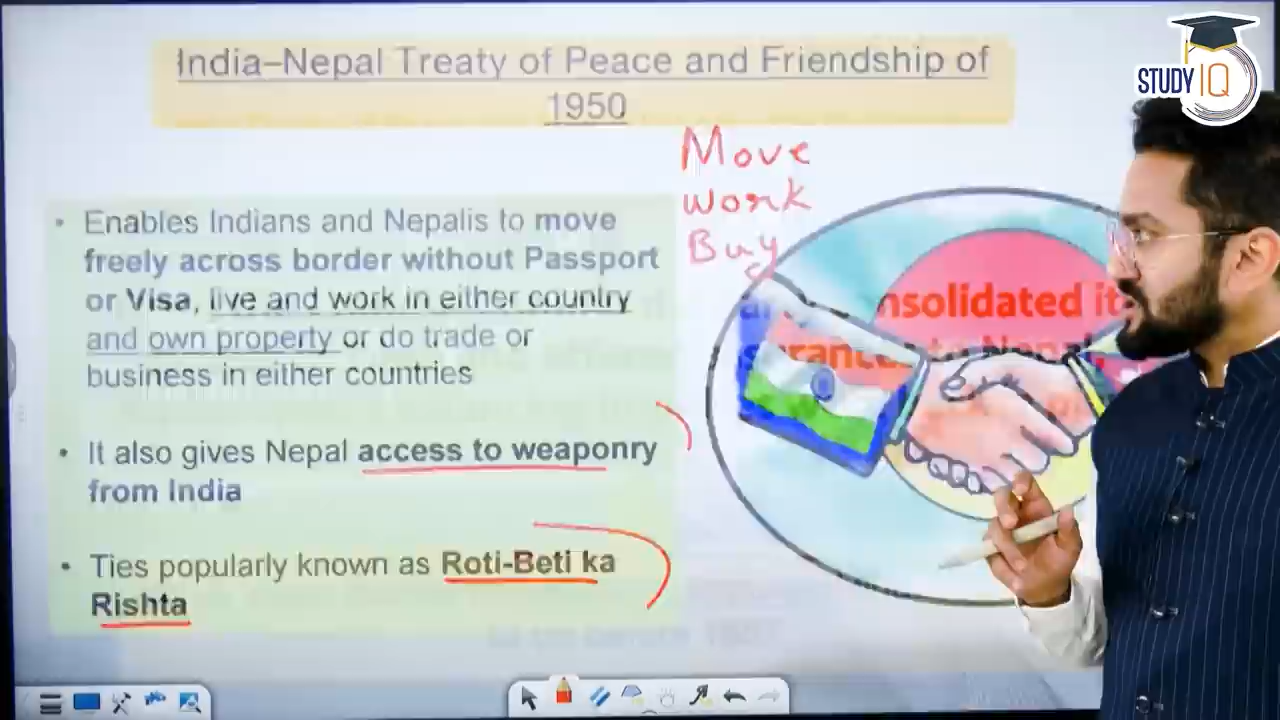 India–Nepal Treaty of Peace and Friendship of
1950
STUDY IQ
Move
Work
Buy
• Enables Indians and Nepalis to move
freely across border without Passport
or Visa, live and work in either country
and own property or do trade or
business in either countries
• It also gives Nepal access to weaponry
from India
• Ties popularly known as Roti-Beti ka
Rishta
nsolidated it